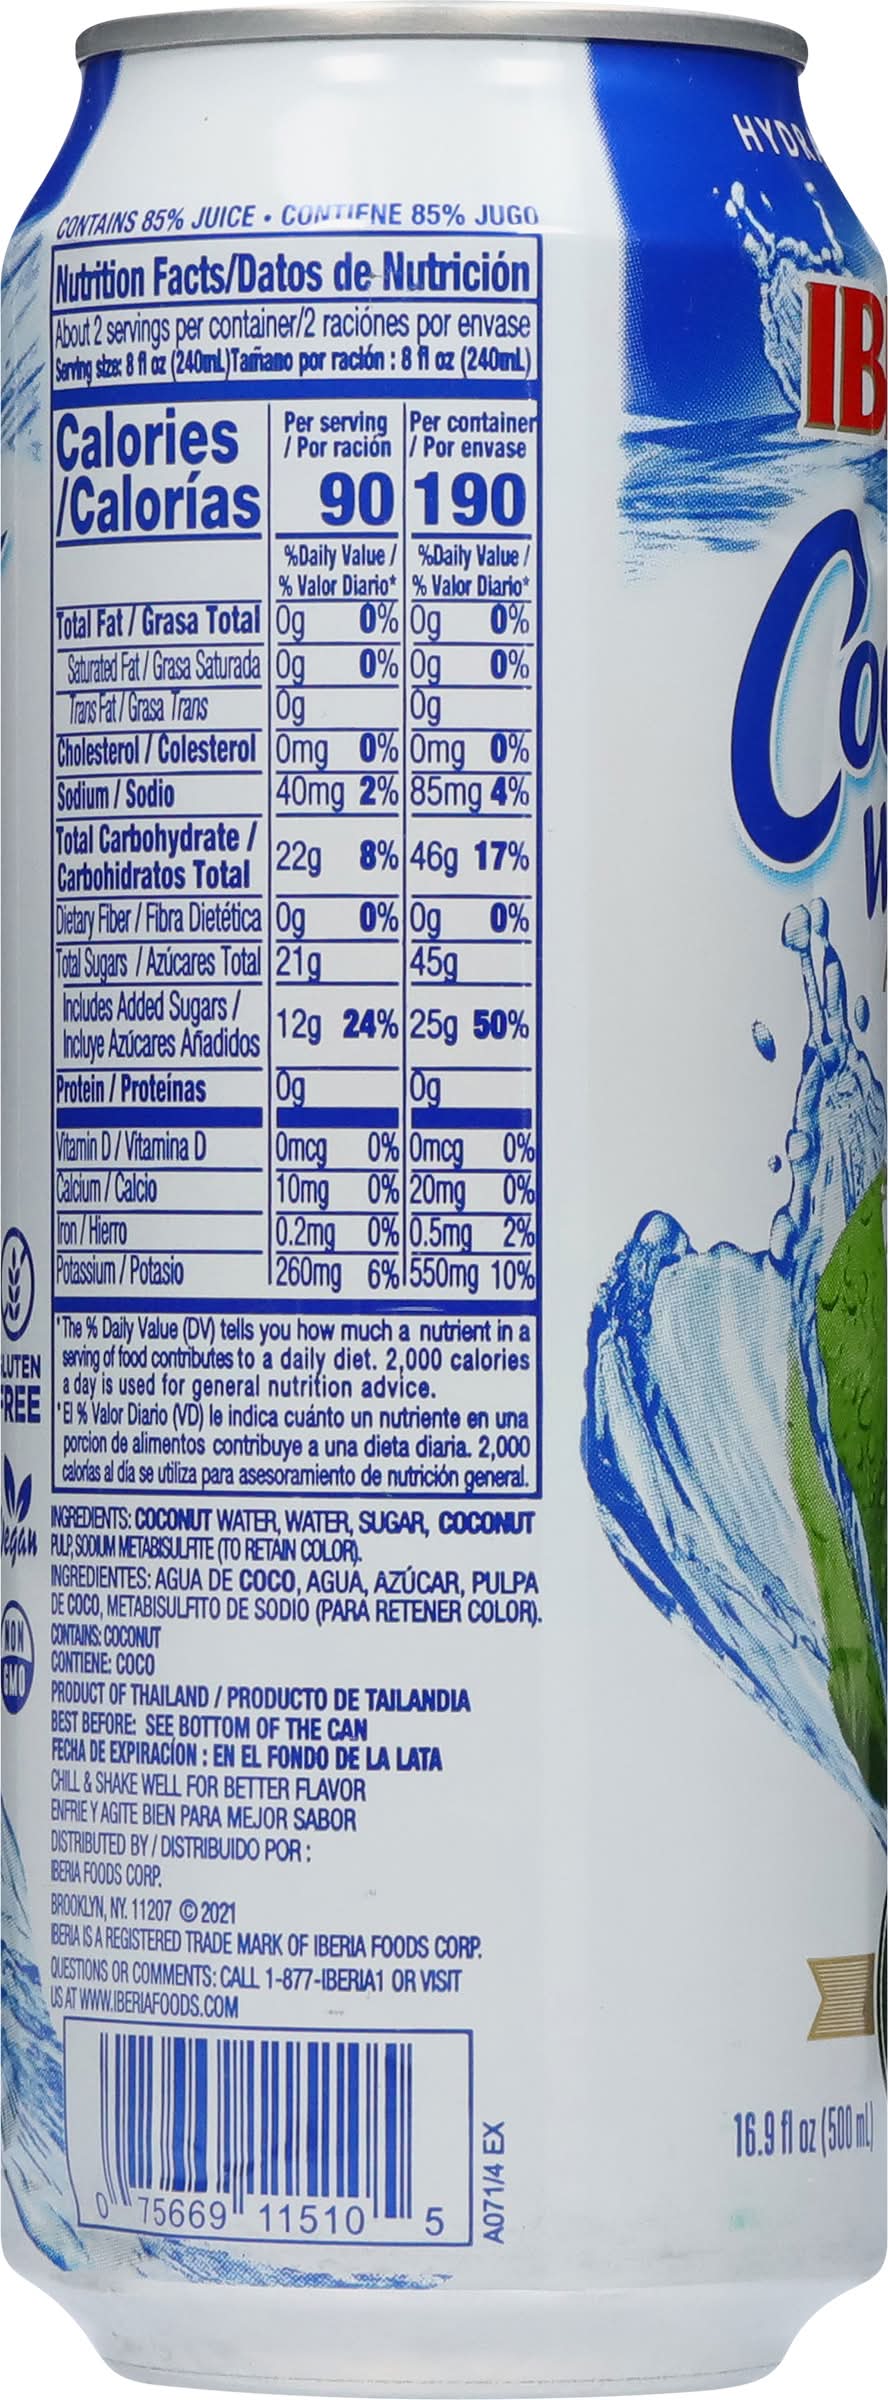 CONTAINS 85% JUICE • CONTIENE 85% JUGO
Nutrition Facts/Datos de Nutrición
About 2 servings per container/2 raciónes por envase
Serving size: 8 fl oz (240mL)Tamano por ración : 8 fl oz (240mL)
Calories /Calorías
Per serving / Por ración
90
Per container / Por envase
190
%Daily Value / % Valor Diario*
%Daily Value / % Valor Diario*
Total Fat / Grasa Total 0g 0% 0g 0%
Saturated Fat / Grasa Saturada 0g 0% 0g 0%
Trans Fat / Grasa Trans 0g 0g
Cholesterol / Colesterol 0mg 0% 0mg 0%
Sodium / Sodio 40mg 2% 85mg 4%
Total Carbohydrate / Carbohidratos Total 22g 8% 46g 17%
Dietary Fiber / Fibra Dietética 0g 0% 0g 0%
Total Sugars / Azúcares Total 21g 45g
Includes Added Sugars / Incluye Azúcares Añadidos 12g 24% 25g 50%
Protein / Proteínas 0g 0g
Vitamin D / Vitamina D 0mcg 0% 0mcg 0%
Calcium / Calcio 10mg 0% 20mg 0%
Iron / Hierro 0.2mg 0% 0.5mg 2%
Potassium / Potasio 260mg 6% 550mg 10%
*The % Daily Value (DV) tells you how much a nutrient in a
serving of food contributes to a daily diet. 2,000 calories
a day is used for general nutrition advice.
*El % Valor Diario (VD) le indica cuánto un nutriente en una
porcion de alimentos contribuye a una dieta diaria. 2,000
calorías al día se utiliza para asesoramiento de nutrición general.
INGREDIENTS: COCONUT WATER, WATER, SUGAR, COCONUT
PULP, SODIUM METABISULFITE (TO RETAIN COLOR).
INGREDIENTES: AGUA DE COCO, AGUA, AZÚCAR, PULPA
DE COCO, METABISULFITO DE SODIO (PARA RETENER COLOR).
CONTAINS: COCONUT
CONTIENE: COCO
PRODUCT OF THAILAND / PRODUCTO DE TAILANDIA
BEST BEFORE: SEE BOTTOM OF THE CAN
FECHA DE EXPIRACÍON : EN EL FONDO DE LA LATA
CHILL & SHAKE WELL FOR BETTER FLAVOR
ENFRIE Y AGITE BIEN PARA MEJOR SABOR
DISTRIBUTED BY / DISTRIBUIDO POR :
IBERIA FOODS CORP.
BROOKLYN, NY. 11207 © 2021
IBERIA IS A REGISTERED TRADE MARK OF IBERIA FOODS CORP.
QUESTIONS OR COMMENTS: CALL 1-877-IBERIA1 OR VISIT
US AT WWW.IBERIAFOODS.COM
0 75669 11510 5
A071/4 EX
LUTEN
FREE
Vegan
NON
GMO
HYDR
IB
Co
W
16.9 fl oz (500 mL)